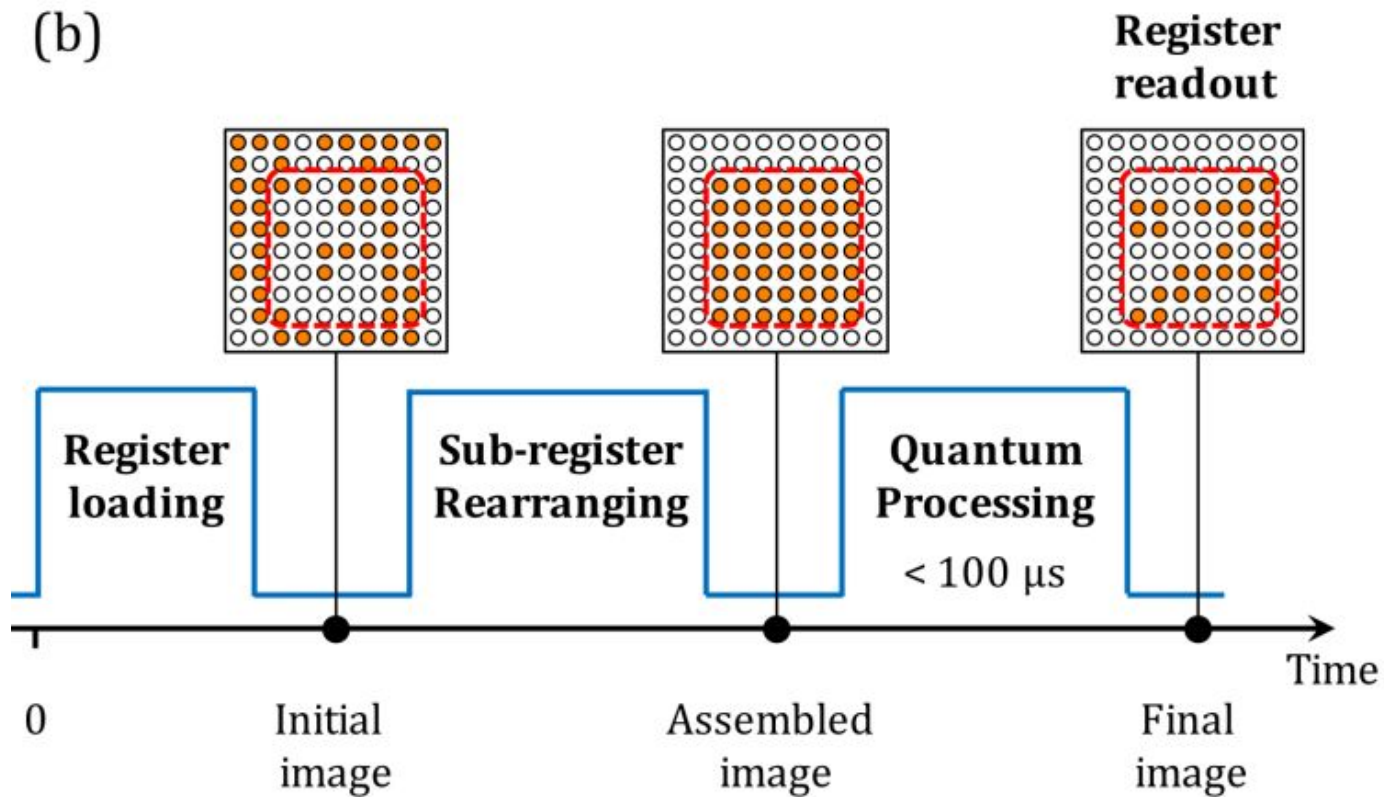 (b)
Register
readout
Register
loading
Sub-register
Rearranging
Quantum
Processing
< 100 μs
Time
0
Initial
image
Assembled
image
Final
image